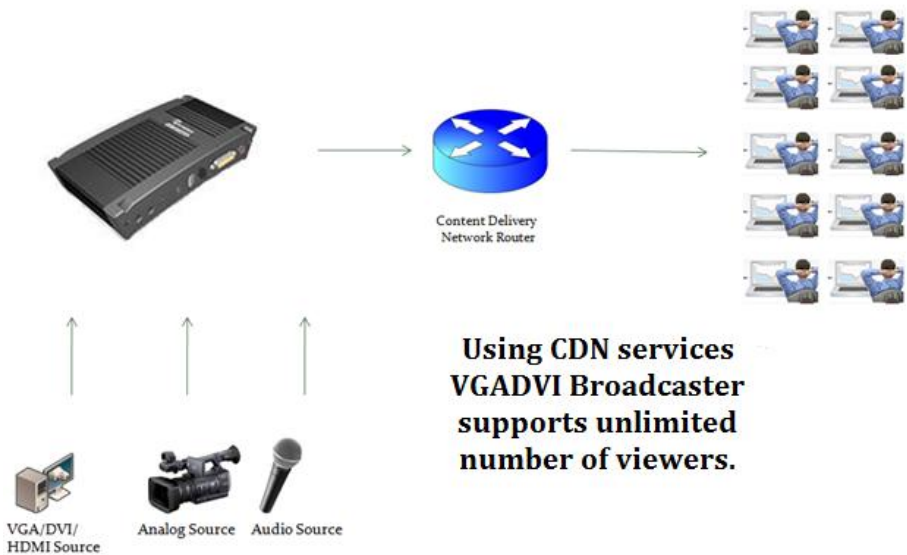 Content Delivery
Network Router
Using CDN services
VGADVI Broadcaster
supports unlimited
number of viewers.
VGA/DVI/
HDMI Source
Analog Source
Audio Source